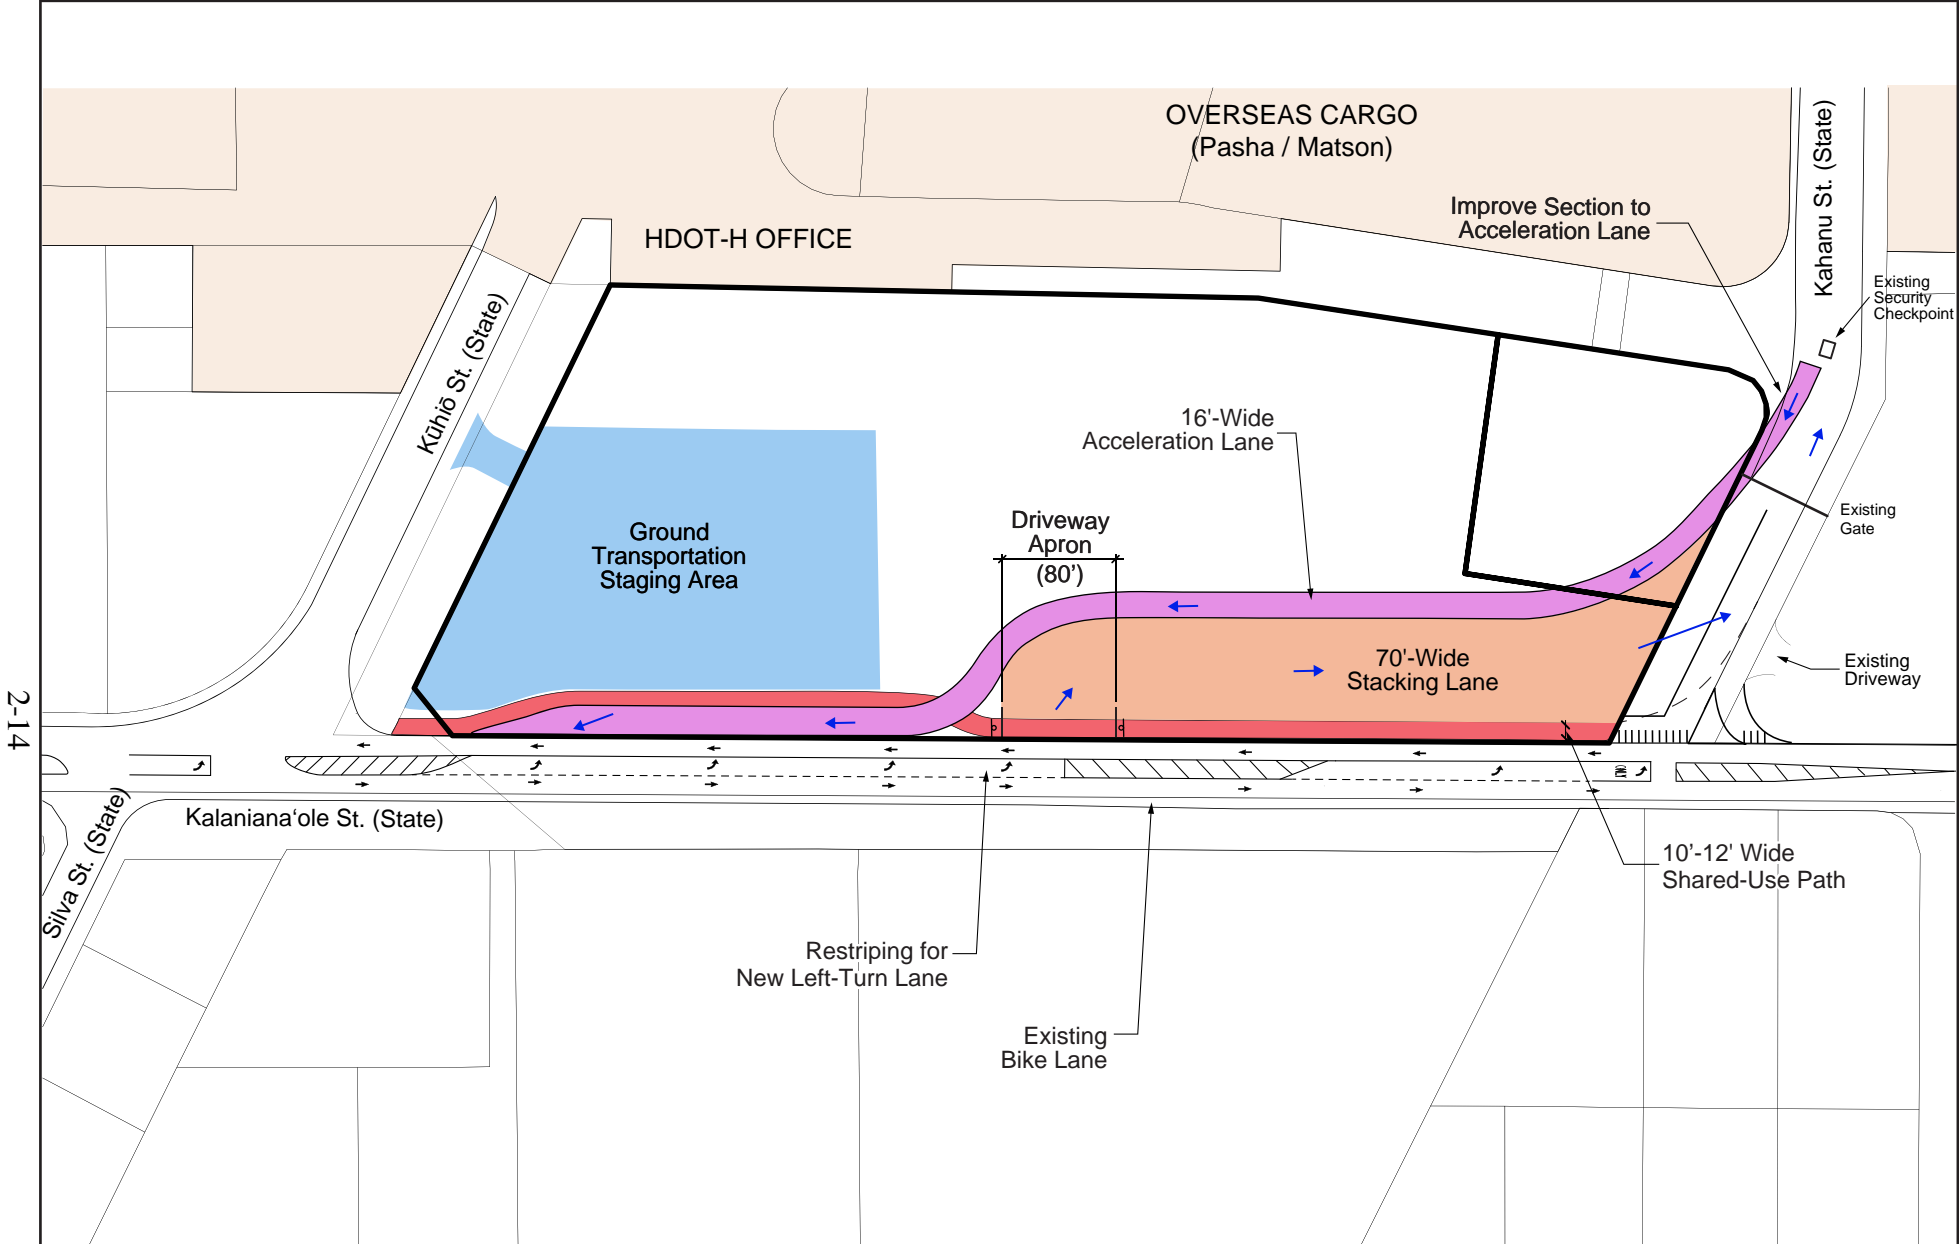 OVERSEAS CARGO
(Pasha / Matson)
Kahanu St. (State)
Improve Section to
Acceleration Lane
HDOT-H OFFICE
Existing
Security
Checkpoint
Kūhiō St. (State)
16'-Wide
Acceleration Lane
Existing
Gate
Driveway
Apron
(80’)
Ground
Transportation
Staging Area
70'-Wide
Stacking Lane
Existing
Driveway
2-14
ONLY
Kalaniana‘ole St. (State)
Silva St. (State)
10’-12' Wide
Shared-Use Path
Restriping for
New Left-Turn Lane
Existing
Bike Lane